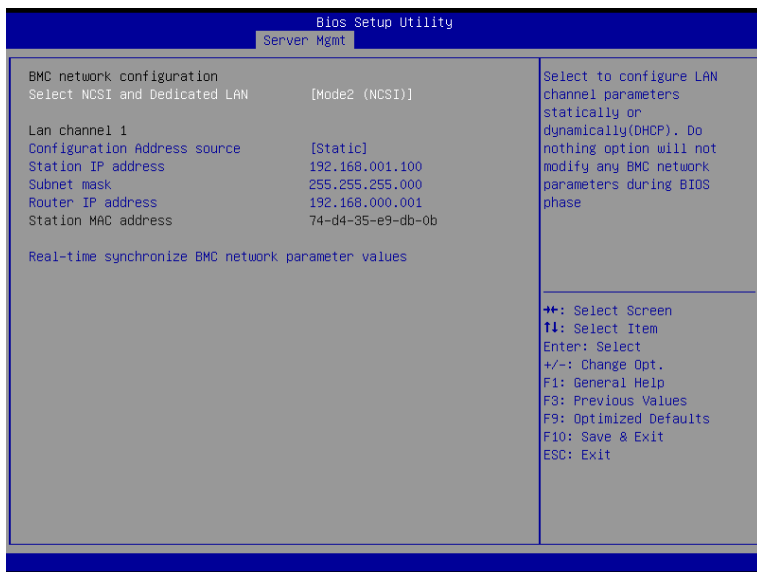 Bios Setup Utility
Server Mgmt
BMC network configuration
Select NCSI and Dedicated LAN [Mode2 (NCSI)]
Lan channel 1
Configuration Address source [Static]
Station IP address 192.168.001.100
Subnet mask 255.255.255.000
Router IP address 192.168.000.001
Station MAC address 74-d4-35-e9-db-0b
Real-time synchronize BMC network parameter values
Select to configure LAN
channel parameters
statically or
dynamically(DHCP). Do
nothing option will not
modify any BMC network
parameters during BIOS
phase
→←: Select Screen
↑↓: Select Item
Enter: Select
+/-: Change Opt.
F1: General Help
F3: Previous Values
F9: Optimized Defaults
F10: Save & Exit
ESC: Exit